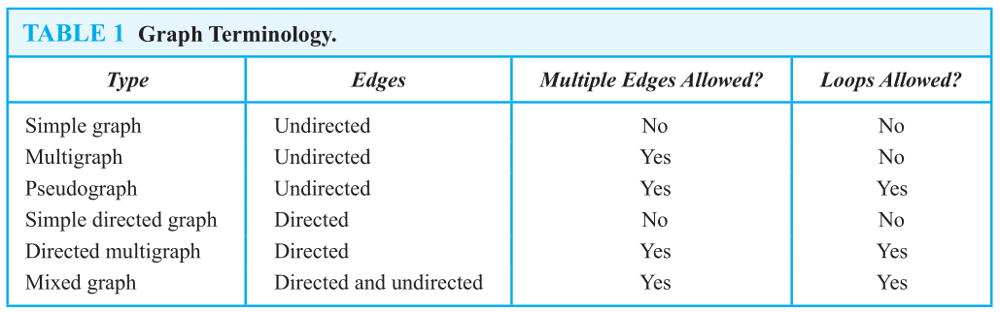 TABLE 1 Graph Terminology.
Type Edges Multiple Edges Allowed? Loops Allowed?
Simple graph Undirected No No
Multigraph Undirected Yes No
Pseudograph Undirected Yes Yes
Simple directed graph Directed No No
Directed multigraph Directed Yes Yes
Mixed graph Directed and undirected Yes Yes